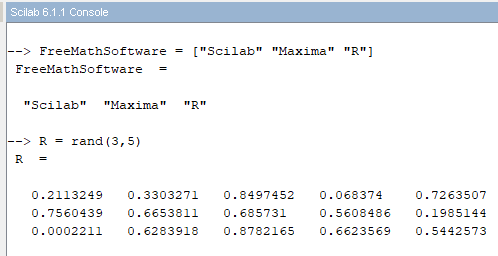 Scilab 6.1.1 Console
--> FreeMathSoftware = ["Scilab" "Maxima" "R"]
FreeMathSoftware =
"Scilab" "Maxima" "R"
--> R = rand(3,5)
R =
0.2113249 0.3303271 0.8497452 0.068374 0.7263507
0.7560439 0.6653811 0.685731 0.5608486 0.1985144
0.0002211 0.6283918 0.8782165 0.6623569 0.5442573